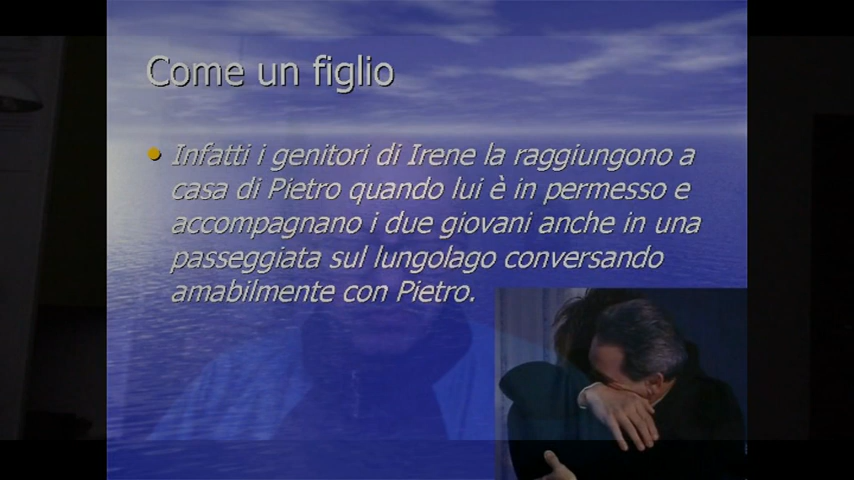 Come un figlio
Infatti i genitori di Irene la raggiungono a
casa di Pietro quando lui è in permesso e
accompagnano i due giovani anche in una
passeggiata sul lungolago conversando
amabilmente con Pietro.